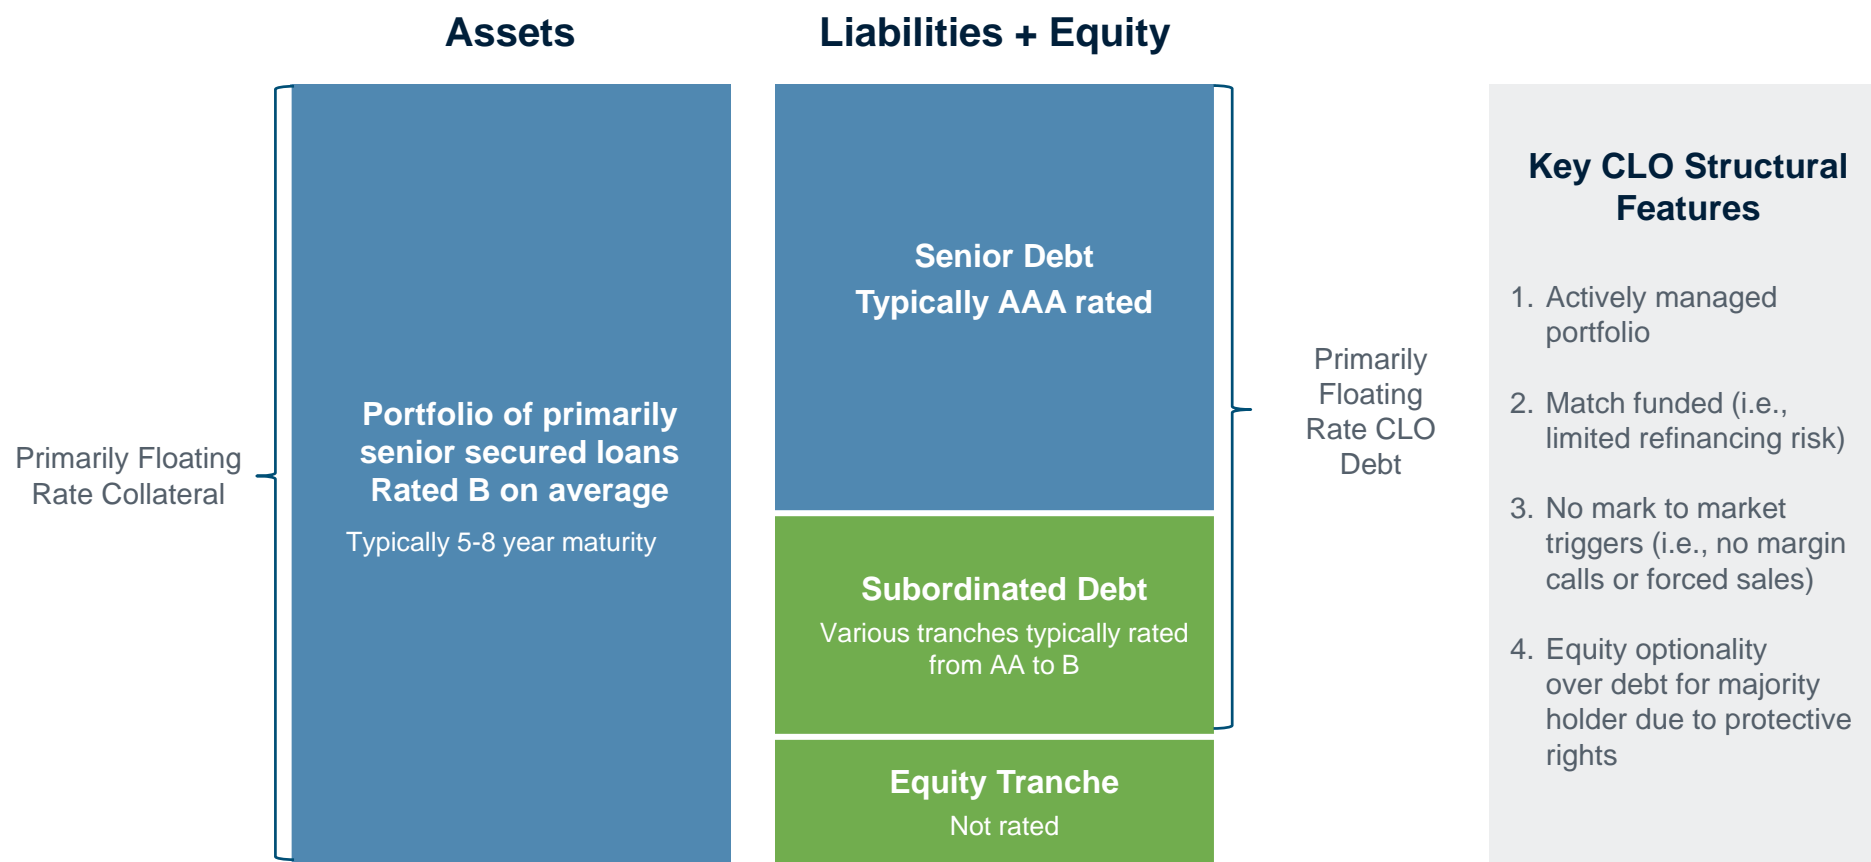 Assets
Liabilities + Equity
Primarily Floating
Rate Collateral
Portfolio of primarily
senior secured loans
Rated B on average
Typically 5-8 year maturity
Senior Debt
Typically AAA rated
Subordinated Debt
Various tranches typically rated
from AA to B
Equity Tranche
Not rated
Primarily
Floating
Rate CLO
Debt
Key CLO Structural
Features
1. Actively managed
portfolio
2. Match funded (i.e.,
limited refinancing risk)
3. No mark to market
triggers (i.e., no margin
calls or forced sales)
4. Equity optionality
over debt for majority
holder due to protective
rights